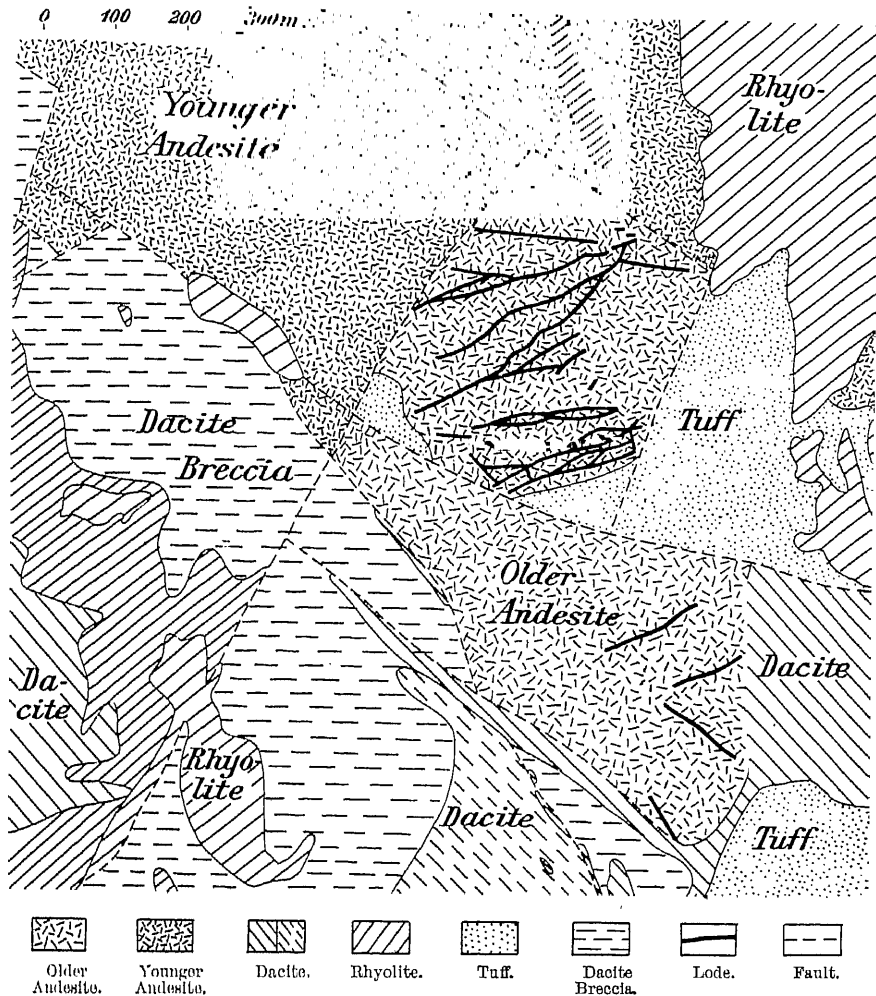 0 100 200 300m.
Younger
Andesite
Rhyo-
lite
Dacite
Breccia
Tuff
Older
Andesite
Da-
cite
Dacite
Rhyo-
lite
Dacite
Tuff
Older
Andesite.
Younger
Andesite.
Dacite.
Rhyolite.
Tuff.
Dacite
Breccia.
Lode.
Fault.